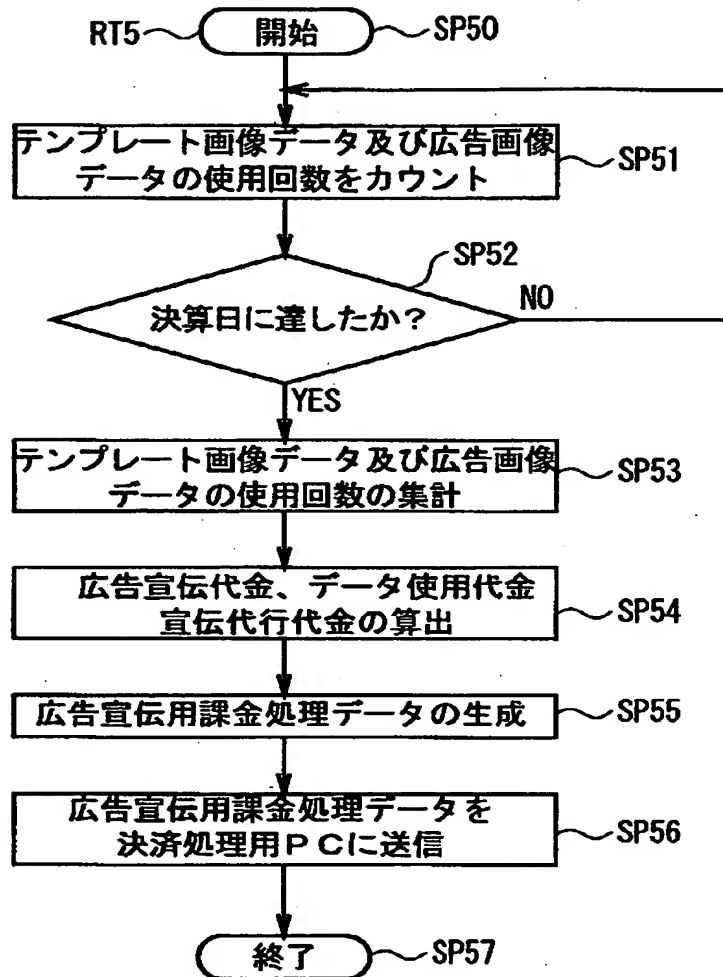 RT5 開始 SP50
テンプレート画像データ及び広告画像
データの使用回数をカウント
SP51
SP52
決算日に達したか？
NO
YES
テンプレート画像データ及び広告画像
データの使用回数の集計
SP53
広告宣伝代金、データ使用代金
宣伝代行代金の算出
SP54
広告宣伝用課金処理データの生成
SP55
広告宣伝用課金処理データを
決済処理用ＰＣに送信
SP56
終了
SP57